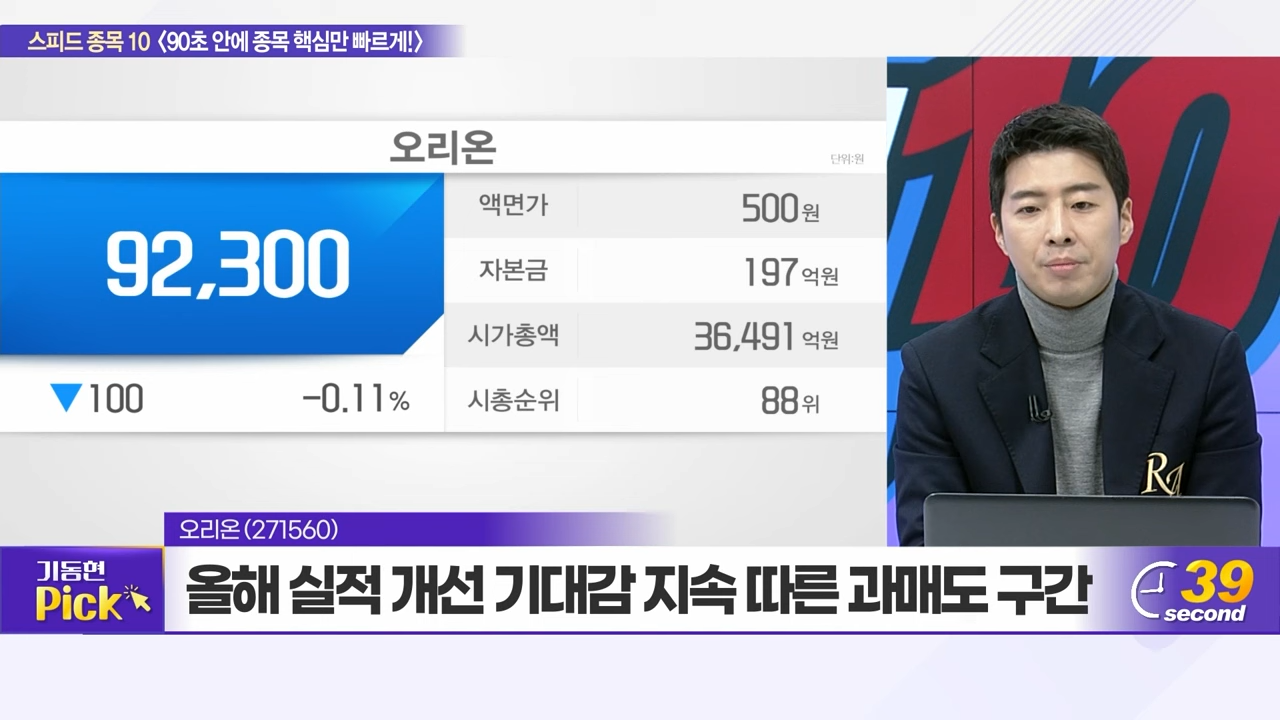 스피드 종목 10 <90초 안에 종목 핵심만 빠르게!>
오리온
단위:원
92,300
▼100 -0.11%
액면가 500원
자본금 197억원
시가총액 36,491억원
시총순위 88위
10
R
오리온(271560)
기동현
Pick
올해 실적 개선 기대감 지속 따른 과매도 구간
39
second